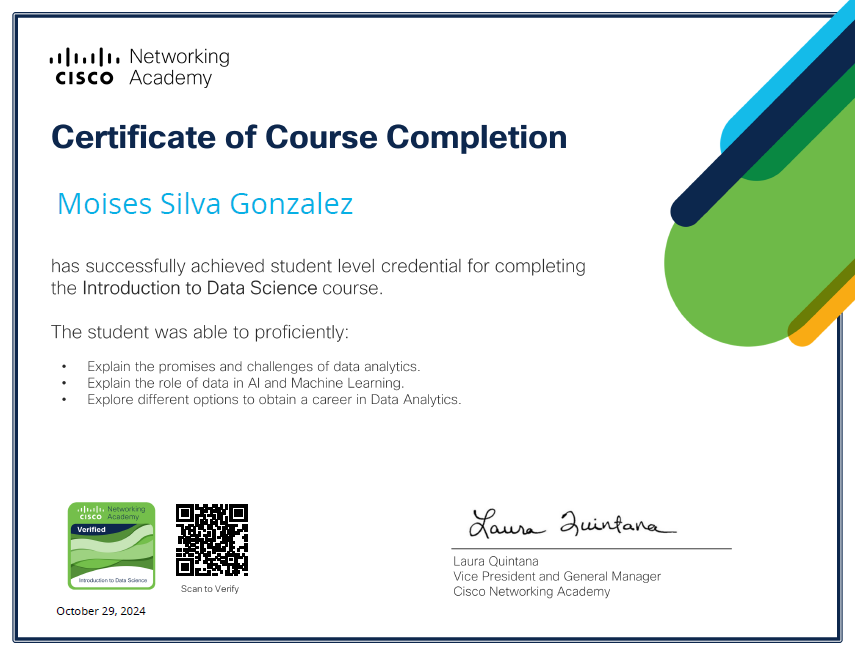 Networking
CISCO Academy
Certificate of Course Completion
Moises Silva Gonzalez
has successfully achieved student level credential for completing
the Introduction to Data Science course.
The student was able to proficiently:
• Explain the promises and challenges of data analytics.
• Explain the role of data in AI and Machine Learning.
• Explore different options to obtain a career in Data Analytics.
Networking
CISCO Academy
Verified
Introduction to Data Science
Scan to Verify
October 29, 2024
Laura Quintana
Laura Quintana
Vice President and General Manager
Cisco Networking Academy